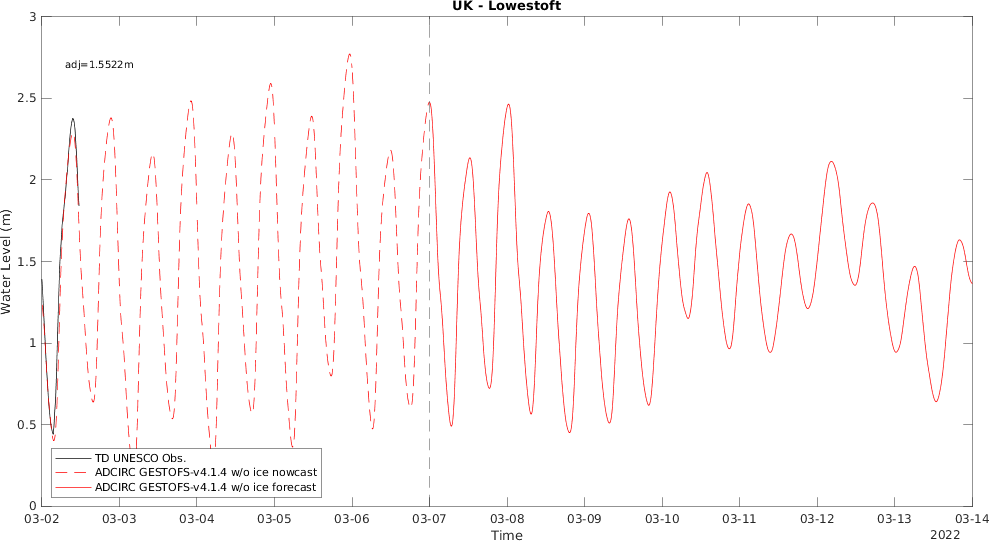 UK - Lowestoft
3
adj=1.5522m
2.5
2
1.5
1
0.5
0
Water Level (m)
TD UNESCO Obs.
ADCIRC GESTOFS-v4.1.4 w/o ice nowcast
ADCIRC GESTOFS-v4.1.4 w/o ice forecast
03-02 03-03 03-04 03-05 03-06 03-07 03-08 03-09 03-10 03-11 03-12 03-13 03-14
Time
2022